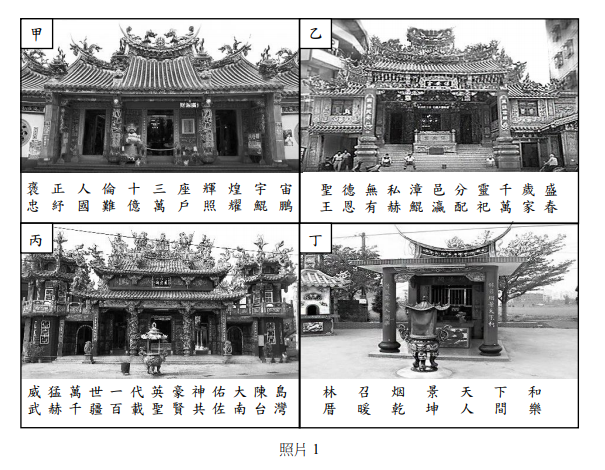 甲
褒正人倫十三座輝煌宇宙
忠紓國難億萬戶照耀鯤鵬
乙
聖德無私漳邑分靈千歲盛
王恩有赫鯤瀛配祀萬家春
丙
威猛萬世一代英豪神佑大陳島
武赫千疆百載聖賢共佐南台灣
丁
林召烟景天下和
厝暖乾坤人間樂
照片 1